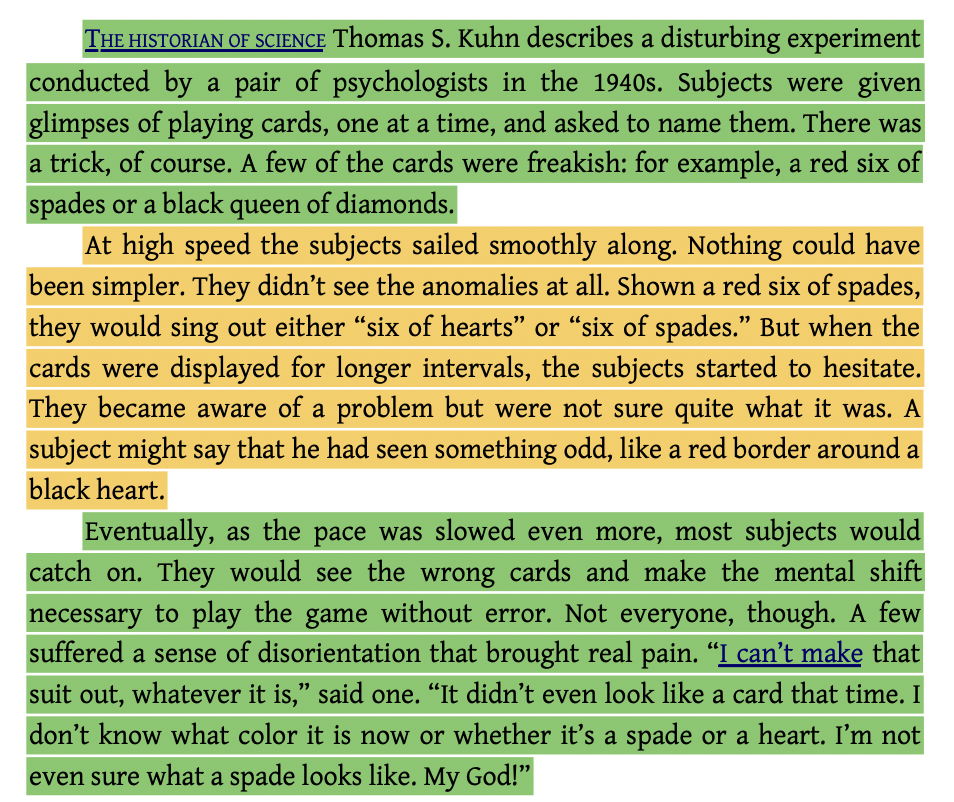 THE HISTORIAN OF SCIENCE Thomas S. Kuhn describes a disturbing experiment
conducted by a pair of psychologists in the 1940s. Subjects were given
glimpses of playing cards, one at a time, and asked to name them. There was
a trick, of course. A few of the cards were freakish: for example, a red six of
spades or a black queen of diamonds.
At high speed the subjects sailed smoothly along. Nothing could have
been simpler. They didn’t see the anomalies at all. Shown a red six of spades,
they would sing out either “six of hearts” or “six of spades.” But when the
cards were displayed for longer intervals, the subjects started to hesitate.
They became aware of a problem but were not sure quite what it was. A
subject might say that he had seen something odd, like a red border around a
black heart.
Eventually, as the pace was slowed even more, most subjects would
catch on. They would see the wrong cards and make the mental shift
necessary to play the game without error. Not everyone, though. A few
suffered a sense of disorientation that brought real pain. “I can’t make that
suit out, whatever it is,” said one. “It didn’t even look like a card that time. I
don’t know what color it is now or whether it’s a spade or a heart. I’m not
even sure what a spade looks like. My God!”